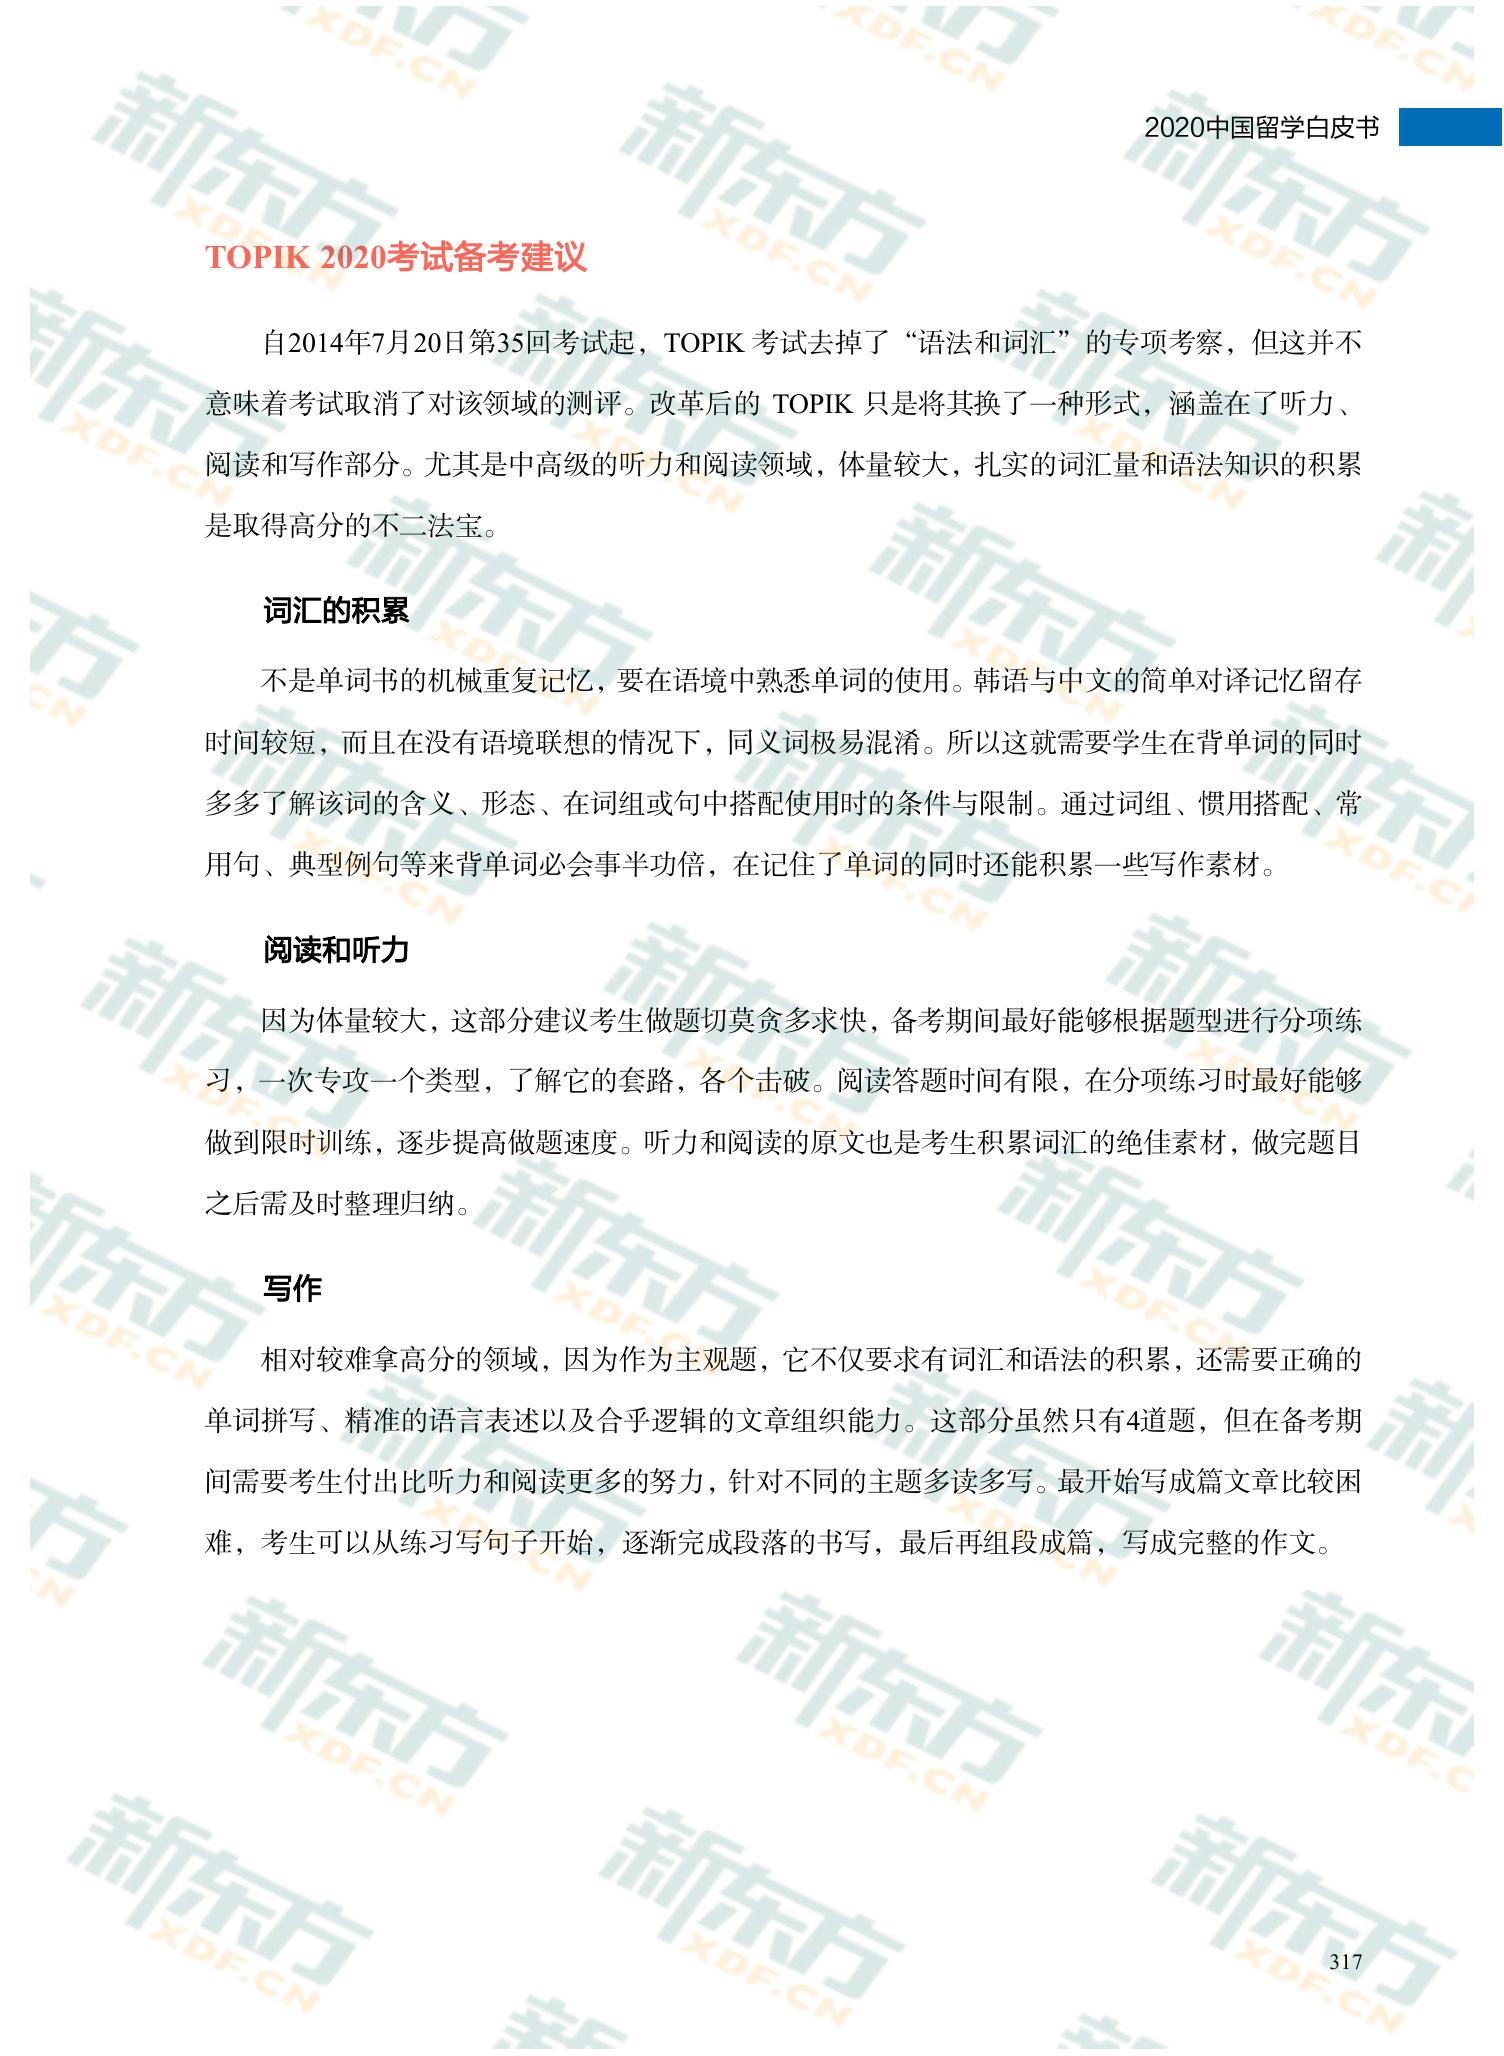 2020中国留学白皮书
TOPIK 2020考试备考建议
自2014年7月20日第35回考试起，TOPIK 考试去掉了“语法和词汇”的专项考察，但这并不
意味着考试取消了对该领域的测评。改革后的 TOPIK 只是将其换了一种形式，涵盖在了听力、
阅读和写作部分。尤其是中高级的听力和阅读领域，体量较大，扎实的词汇量和语法知识的积累
是取得高分的不二法宝。
词汇的积累
不是单词书的机械重复记忆，要在语境中熟悉单词的使用。韩语与中文的简单对译记忆留存
时间较短，而且在没有语境联想的情况下，同义词极易混淆。所以这就需要学生在背单词的同时
多多了解该词的含义、形态、在词组或句中搭配使用时的条件与限制。通过词组、惯用搭配、常
用句、典型例句等来背单词必会事半功倍，在记住了单词的同时还能积累一些写作素材。
阅读和听力
因为体量较大，这部分建议考生做题切莫贪多求快，备考期间最好能够根据题型进行分项练
习，一次专攻一个类型，了解它的套路，各个击破。阅读答题时间有限，在分项练习时最好能够
做到限时训练，逐步提高做题速度。听力和阅读的原文也是考生积累词汇的绝佳素材，做完题目
之后需及时整理归纳。
写作
相对较难拿高分的领域，因为作为主观题，它不仅要求有词汇和语法的积累，还需要正确的
单词拼写、精准的语言表述以及合乎逻辑的文章组织能力。这部分虽然只有4道题，但在备考期
间需要考生付出比听力和阅读更多的努力，针对不同的主题多读多写。最开始写成篇文章比较困
难，考生可以从练习写句子开始，逐渐完成段落的书写，最后再组段成篇，写成完整的作文。
317
新东方
XDF.CN